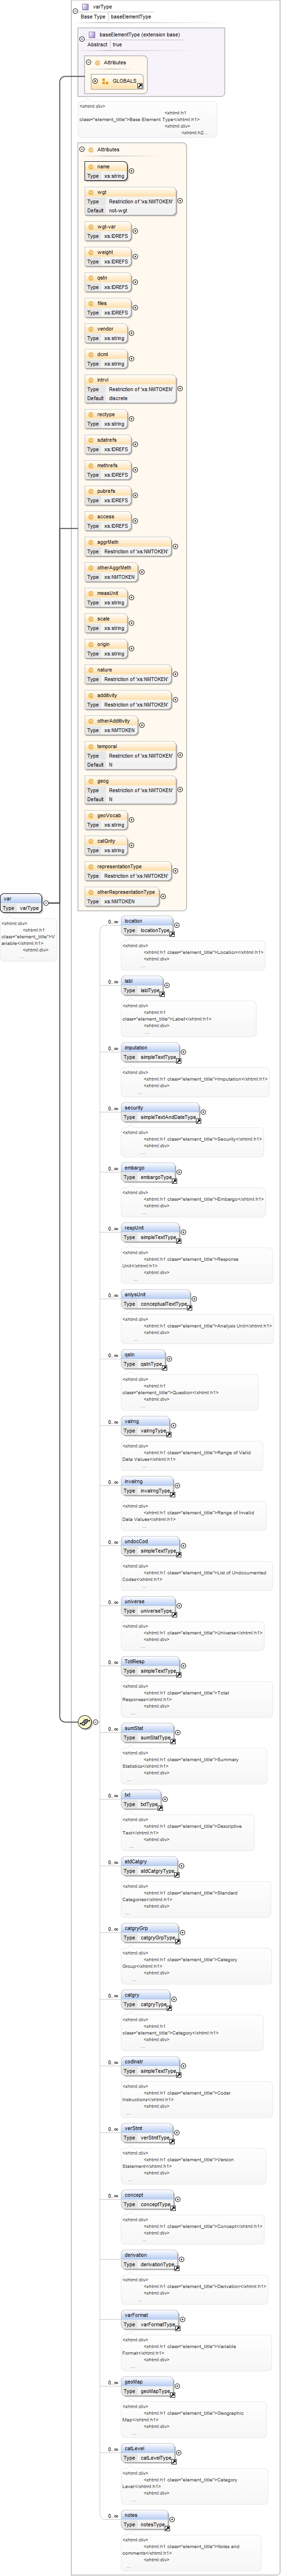 varType
Base Type baseElementType
baseElementType (extension base)
Abstract true
Attributes
GLOBALS
<xhtml:div>
<xhtml:h1
class="element_title">Base Element Type</xhtml:h1>
<xhtml:div>
<xhtml:h2...
Attributes
name
Type xs:string
wgt
Type Restriction of 'xs:NMTOKEN'
Default not-wgt
wgt-var
Type xs:IDREFS
weight
Type xs:IDREFS
qstn
Type xs:IDREFS
files
Type xs:IDREFS
vendor
Type xs:string
dcml
Type xs:string
intrvl
Type Restriction of 'xs:NMTOKEN'
Default discrete
rectype
Type xs:string
sdatrefs
Type xs:IDREFS
methrefs
Type xs:IDREFS
pubrefs
Type xs:IDREFS
access
Type xs:IDREFS
aggrMeth
Type Restriction of 'xs:NMTOKEN'
otherAggrMeth
Type xs:NMTOKEN
measUnit
Type xs:string
scale
Type xs:string
origin
Type xs:string
nature
Type Restriction of 'xs:NMTOKEN'
additivity
Type Restriction of 'xs:NMTOKEN'
otherAdditivity
Type xs:NMTOKEN
temporal
Type Restriction of 'xs:NMTOKEN'
Default N
geog
Type Restriction of 'xs:NMTOKEN'
Default N
geoVocab
Type xs:string
catQnty
Type xs:string
representationType
Type Restriction of 'xs:NMTOKEN'
otherRepresentationType
Type xs:NMTOKEN
var
Type varType
<xhtml:div>
<xhtml:h1
class="element_title">V
ariable</xhtml:h1>
<xhtml:div>
...
0..∞ location
Type locationType
<xhtml:div>
<xhtml:h1 class="element_title">Location</xhtml:h1>
<xhtml:div>
...
0..∞ labl
Type lablType
<xhtml:div>
<xhtml:h1
class="element_title">Label</xhtml:h1>
<xhtml:div>
...
0..∞ imputation
Type simpleTextType
<xhtml:div>
<xhtml:h1 class="element_title">Imputation</xhtml:h1>
<xhtml:div>
...
0..∞ security
Type simpleTextAndDateType
<xhtml:div>
<xhtml:h1 class="element_title">Security</xhtml:h1>
<xhtml:div>
...
0..∞ embargo
Type embargoType
<xhtml:div>
<xhtml:h1 class="element_title">Embargo</xhtml:h1>
<xhtml:div>
...
0..∞ respUnit
Type simpleTextType
<xhtml:div>
<xhtml:h1 class="element_title">Response
Unit</xhtml:h1>
<xhtml:div>
...
0..∞ anlysUnit
Type conceptualTextType
<xhtml:div>
<xhtml:h1 class="element_title">Analysis Unit</xhtml:h1>
<xhtml:div>
...
0..∞ qstn
Type qstnType
<xhtml:div>
<xhtml:h1
class="element_title">Question</xhtml:h1>
<xhtml:div>
...
0..∞ valrng
Type valrngType
<xhtml:div>
<xhtml:h1 class="element_title">Range of Valid
Data Values</xhtml:h1>
<xhtml:div>
...
0..∞ invalrng
Type invalrngType
<xhtml:div>
<xhtml:h1 class="element_title">Range of Invalid
Data Values</xhtml:h1>
<xhtml:div>
...
0..∞ undocCod
Type simpleTextType
<xhtml:div>
<xhtml:h1 class="element_title">List of Undocumented
Codes</xhtml:h1>
<xhtml:div>
...
0..∞ universe
Type universeType
<xhtml:div>
<xhtml:h1 class="element_title">Universe</xhtml:h1>
<xhtml:div>
...
0..∞ TotlResp
Type simpleTextType
<xhtml:div>
<xhtml:h1 class="element_title">Total
Responses</xhtml:h1>
<xhtml:div>
...
0..∞ sumStat
Type sumStatType
<xhtml:div>
<xhtml:h1 class="element_title">Summary
Statistics</xhtml:h1>
<xhtml:div>
...
0..∞ txt
Type txtType
<xhtml:div>
<xhtml:h1 class="element_title">Descriptive
Text</xhtml:h1>
<xhtml:div>
...
0..∞ stdCatgry
Type stdCatgryType
<xhtml:div>
<xhtml:h1 class="element_title">Standard
Categories</xhtml:h1>
<xhtml:div>
...
0..∞ catgryGrp
Type catgryGrpType
<xhtml:div>
<xhtml:h1 class="element_title">Category
Group</xhtml:h1>
<xhtml:div>
...
0..∞ catgry
Type catgryType
<xhtml:div>
<xhtml:h1
class="element_title">Category</xhtml:h1>
<xhtml:div>
...
0..∞ codInstr
Type simpleTextType
<xhtml:div>
<xhtml:h1 class="element_title">Coder
Instructions</xhtml:h1>
<xhtml:div>
...
0..∞ verStmt
Type verStmtType
<xhtml:div>
<xhtml:h1 class="element_title">Version
Statement</xhtml:h1>
<xhtml:div>
...
0..∞ concept
Type conceptType
<xhtml:div>
<xhtml:h1 class="element_title">Concept</xhtml:h1>
<xhtml:div>
...
0..∞ derivation
Type derivationType
<xhtml:div>
<xhtml:h1 class="element_title">Derivation</xhtml:h1>
<xhtml:div>
...
0..∞ varFormat
Type varFormatType
<xhtml:div>
<xhtml:h1 class="element_title">Variable
Format</xhtml:h1>
<xhtml:div>
...
0..∞ geoMap
Type geoMapType
<xhtml:div>
<xhtml:h1 class="element_title">Geographic
Map</xhtml:h1>
<xhtml:div>
...
0..∞ catLevel
Type catLevelType
<xhtml:div>
<xhtml:h1 class="element_title">Category
Level</xhtml:h1>
<xhtml:div>
...
0..∞ notes
Type notesType
<xhtml:div>
<xhtml:h1 class="element_title">Notes and
comments</xhtml:h1>
<xhtml:div>
...